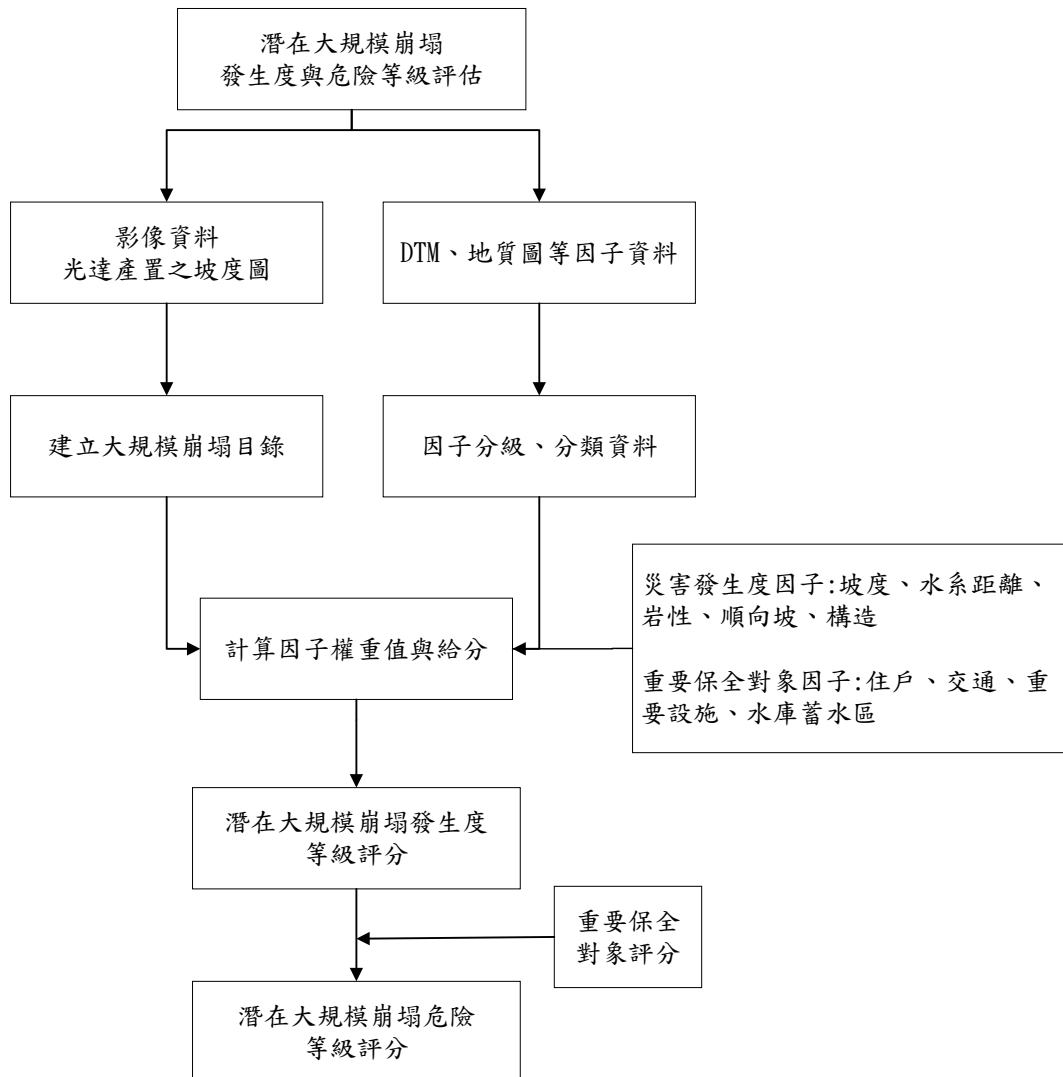 潛在大規模崩塌
發生度與危險等級評估
影像資料
光達產置之坡度圖
DTM、地質圖等因子資料
建立大規模崩塌目錄
因子分級、分類資料
災害發生度因子:坡度、水系距離、
岩性、順向坡、構造
重要保全對象因子:住戶、交通、重
要設施、水庫蓄水區
計算因子權重值與給分
潛在大規模崩塌發生度
等級評分
重要保全
對象評分
潛在大規模崩塌危險
等級評分